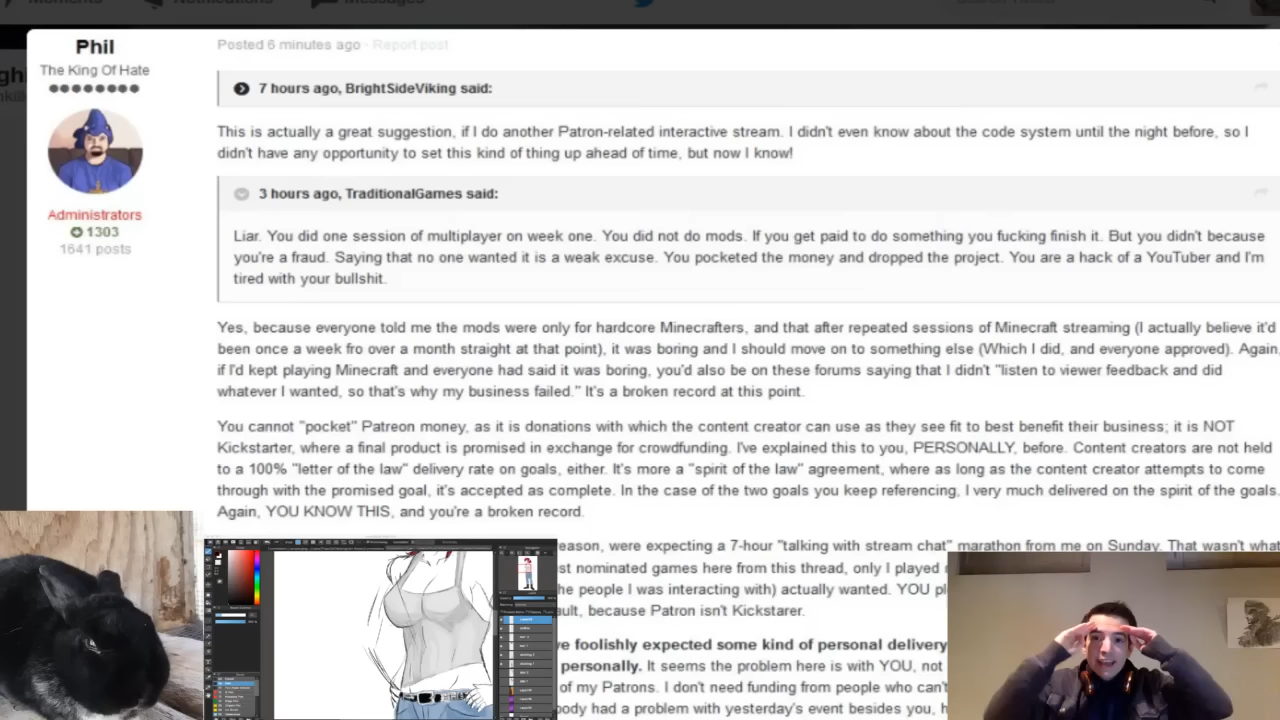 Moments
Notifications
Messages
Search Twitter
Phil
The King Of Hate
Administrators
1303
1641 posts
Posted 6 minutes ago · Report post
7 hours ago, BrightSideViking said:
This is actually a great suggestion, if I do another Patron-related interactive stream. I didn't even know about the code system until the night before, so I
didn't have any opportunity to set this kind of thing up ahead of time, but now I know!
3 hours ago, TraditionalGames said:
Liar. You did one session of multiplayer on week one. You did not do mods. If you get paid to do something you fucking finish it. But you didn't because
you're a fraud. Saying that no one wanted it is a weak excuse. You pocketed the money and dropped the project. You are a hack of a YouTuber and I'm
tired with your bullshit.
Yes, because everyone told me the mods were only for hardcore Minecrafters, and that after repeated sessions of Minecraft streaming (I actually believe it'd
been once a week fro over a month straight at that point), it was boring and I should move on to something else (Which I did, and everyone approved). Again,
if I'd kept playing Minecraft and everyone had said it was boring, you'd also be on these forums saying that I didn't "listen to viewer feedback and did
whatever I wanted, so that's why my business failed." It's a broken record at this point.
You cannot "pocket" Patreon money, as it is donations with which the content creator can use as they see fit to best benefit their business; it is NOT
Kickstarter, where a final product is promised in exchange for crowdfunding. I've explained this to you, PERSONALLY, before. Content creators are not held
to a 100% "letter of the law" delivery rate on goals, either. It's more a "spirit of the law" agreement, where as long as the content creator attempts to come
through with the promised goal, it's accepted as complete. In the case of the two goals you keep referencing, I very much delivered on the spirit of the goals.
Again, YOU KNOW THIS, and you're a broken record.
eason, were expecting a 7-hour "talking with stream chat" marathon from me on Sunday. That wasn't what
st nominated games here from this thread, only I played
he people I was interacting with) actually wanted. YOU pl
ult, because Patron isn't Kickstarer.
ve foolishly expected some kind of personal delivery
personally. It seems the problem here is with YOU, not
of my Patrons. I don't need funding from people who can't
body had a problem with yesterday's event besides you, h